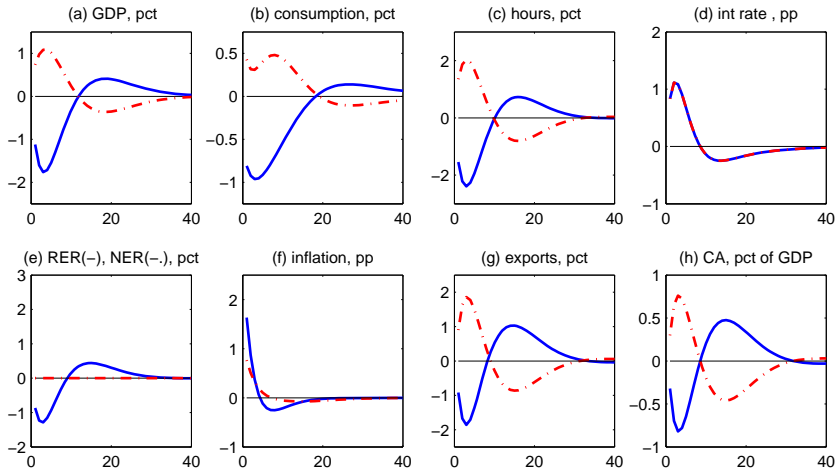 (a) GDP, pct
(b) consumption, pct
(c) hours, pct
(d) int rate , pp
1
0
−1
−2
0 20 40
0.5
0
−0.5
−1
0 20 40
2
0
−2
0 20 40
2
1
0
−1
0 20 40
(e) RER(−), NER(−.), pct
(f) inflation, pp
(g) exports, pct
(h) CA, pct of GDP
3
2
1
0
−1
−2
0 20 40
2
1
0
−1
0 20 40
2
1
0
−1
−2
0 20 40
1
0.5
0
−0.5
−1
0 20 40